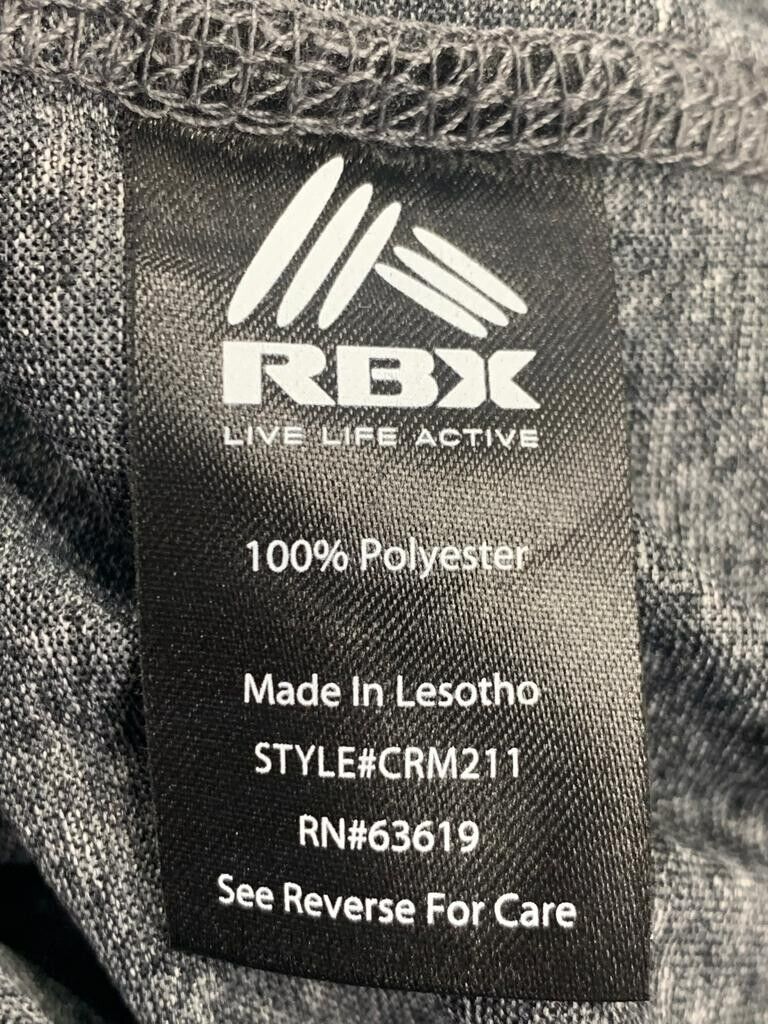 RBX
LIVE LIFE ACTIVE
100% Polyester
Made In Lesotho
STYLE#CRM211
RN#63619
See Reverse For Care